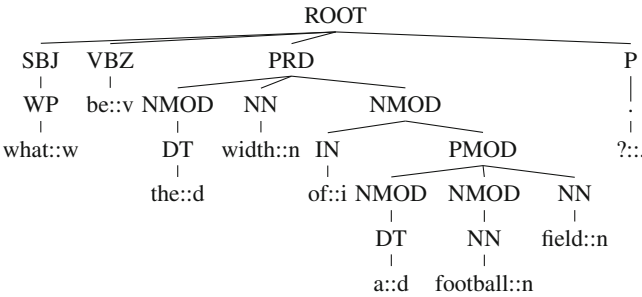 ROOT
SBJ VBZ PRD P
WP be::v NMOD NN NMOD .
what::w DT width::n IN PMOD ?::.
the::d of::i NMOD NMOD NN
DT NN field::n
a::d football::n